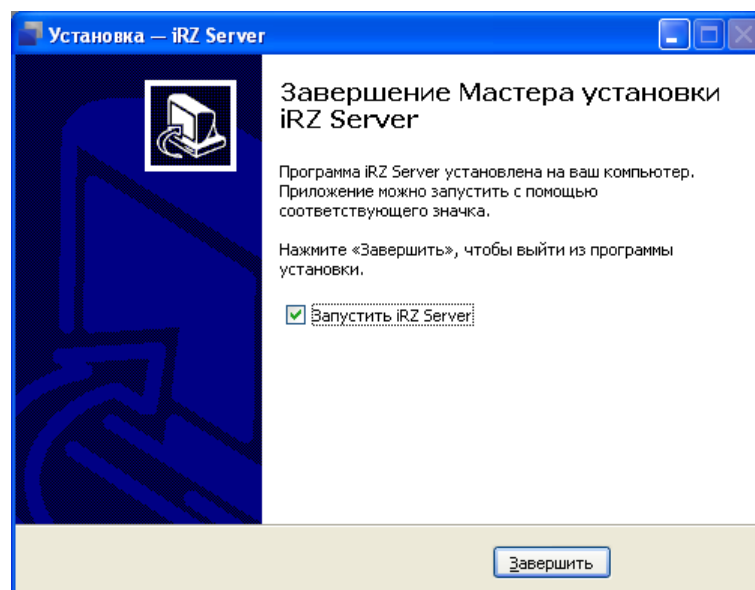 Установка — iRZ Server
Завершение Мастера установки
iRZ Server
Программа iRZ Server установлена на ваш компьютер.
Приложение можно запустить с помощью
соответствующего значка.
Нажмите «Завершить», чтобы выйти из программы
установки.
Запустить iRZ Server
Завершить